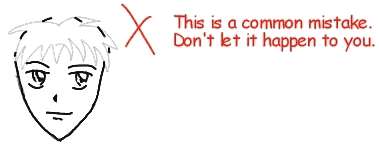 This is a common mistake.
Don't let it happen to you.